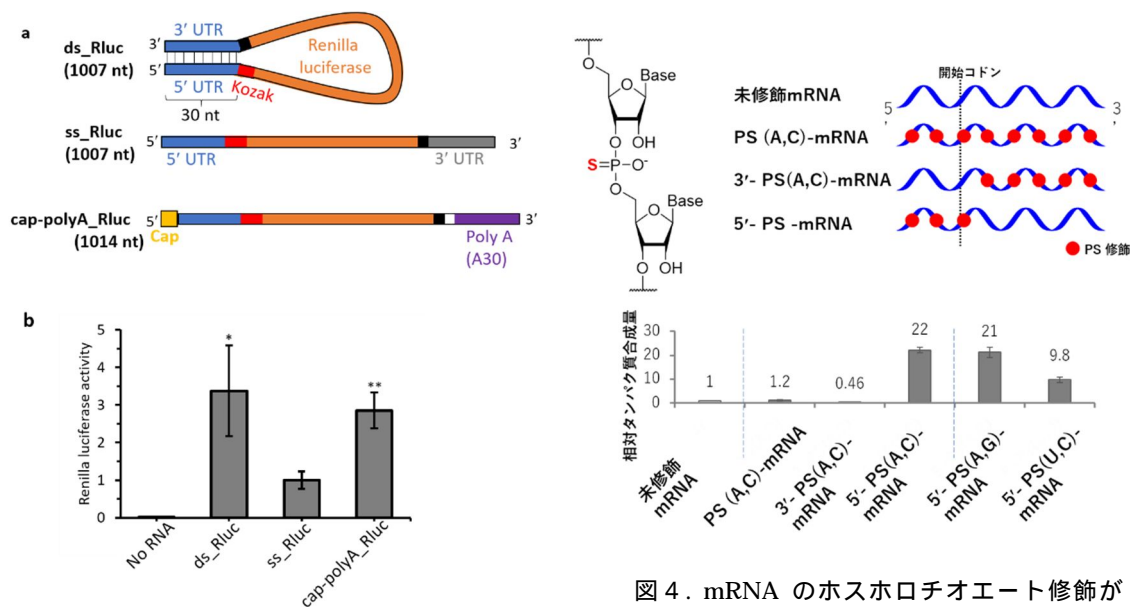 a
3′ UTR
3′
ds_Rluc
(1007 nt)
5′
5′ UTR
Kozak
30 nt
Renilla
luciferase
ss_Rluc
(1007 nt)
5′
3′
5′ UTR
3′ UTR
cap-polyA_Rluc
(1014 nt)
5′
3′
Cap
Poly A
(A30)
b
Renilla luciferase activity
5
4
3
2
1
0
*
**
No RNA
ds_Rluc
ss_Rluc
cap-polyA_Rluc
O
Base
O
O
OH
S=P-O-
O
Base
O
O
OH
開始コドン
未修飾mRNA
5′
3′
PS (A,C)-mRNA
3′- PS(A,C)-mRNA
5′- PS -mRNA
PS 修飾
相対タンパク質合成量
30
20
10
0
1
1.2
0.46
22
21
9.8
未修飾
mRNA
PS (A,C)-mRNA
3′- PS(A,C)-
mRNA
5′- PS(A,C)-
mRNA
5′- PS(A,G)-
mRNA
5′- PS(U,C)-
mRNA
図４. mRNA のホスホロチオエート修飾が